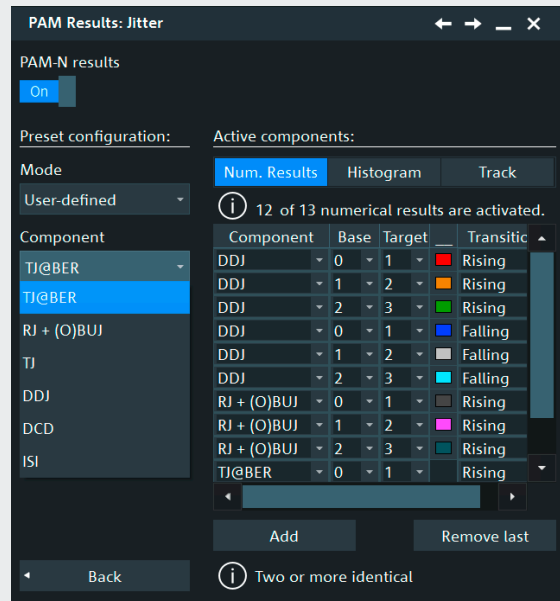 PAM Results: Jitter
PAM-N results
On
Preset configuration:
Mode
User-defined
Component
TJ@BER
TJ@BER
RJ + (O)BUJ
TJ
DDJ
DCD
ISI
Back
Active components:
Num. Results Histogram Track
12 of 13 numerical results are activated.
Component Base Target __ Transitic
DDJ 0 1 Rising
DDJ 1 2 Rising
DDJ 2 3 Rising
DDJ 0 1 Falling
DDJ 1 2 Falling
DDJ 2 3 Falling
RJ + (O)BUJ 0 1 Rising
RJ + (O)BUJ 1 2 Rising
RJ + (O)BUJ 2 3 Rising
TJ@BER 0 1 Rising
Add Remove last
Two or more identical